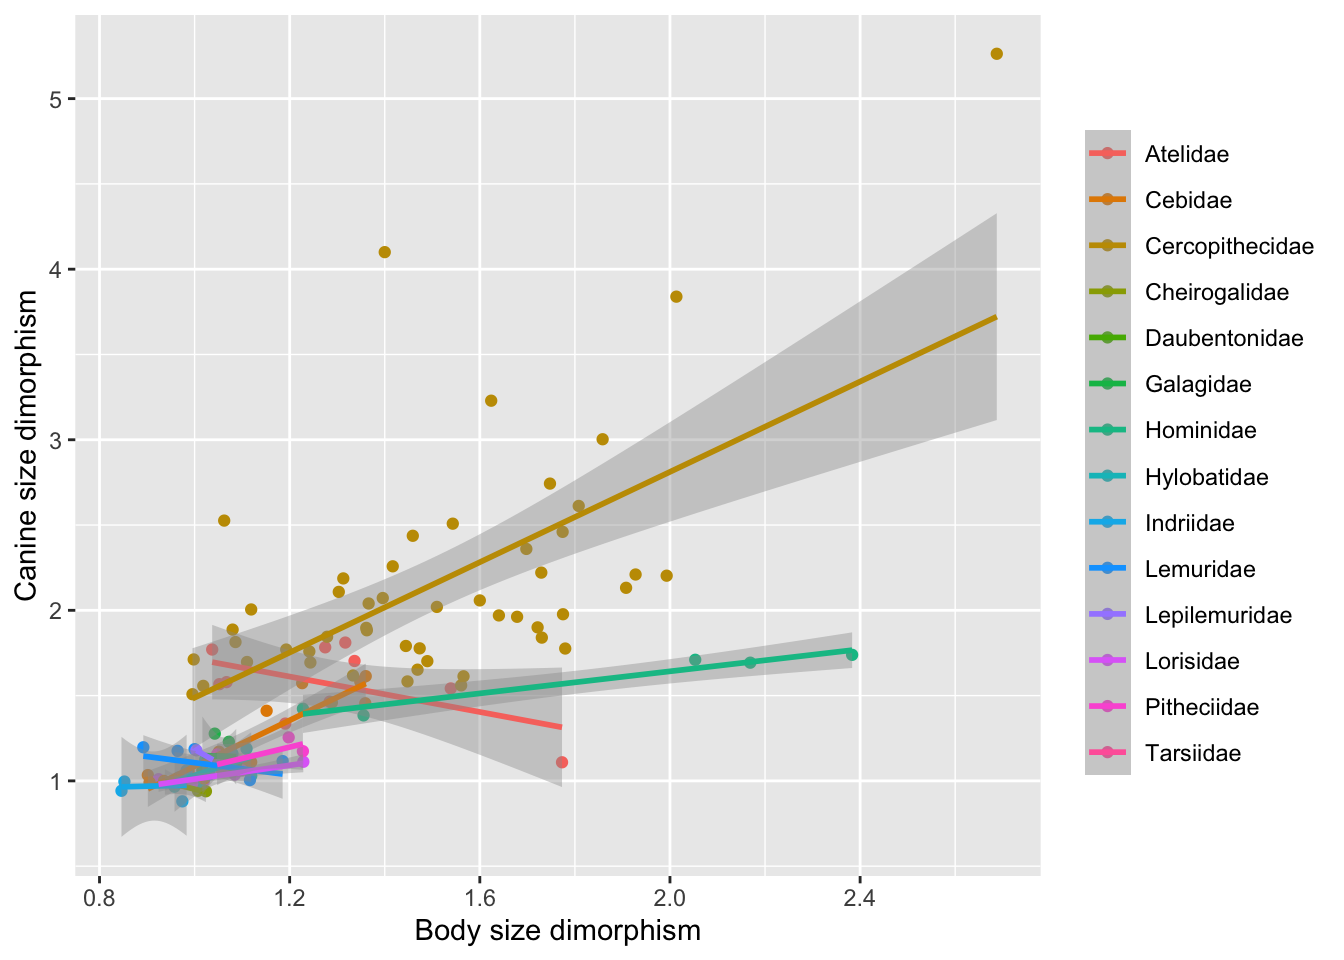 5
4
3
2
1
0.8 1.2 1.6 2.0 2.4
Body size dimorphism
Canine size dimorphism
Atelidae
Cebidae
Cercopithecidae
Cheirogalidae
Daubentonidae
Galagidae
Hominidae
Hylobatidae
Indriidae
Lemuridae
Lepilemuridae
Lorisidae
Pitheciidae
Tarsiidae